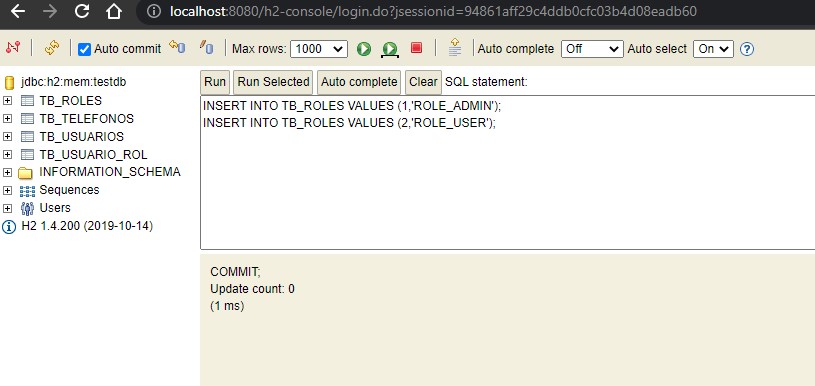 localhost:8080/h2-console/login.do?jsessionid=94861aff29c4ddb0cfc03b4d08eadb60
Auto commit Max rows: 1000 Auto complete Off Auto select On
jdbc:h2:mem:testdb
TB_ROLES
TB_TELEFONOS
TB_USUARIOS
TB_USUARIO_ROL
INFORMATION_SCHEMA
Sequences
Users
H2 1.4.200 (2019-10-14)
Run Run Selected Auto complete Clear SQL statement:
INSERT INTO TB_ROLES VALUES (1,'ROLE_ADMIN');
INSERT INTO TB_ROLES VALUES (2,'ROLE_USER');
COMMIT;
Update count: 0
(1 ms)